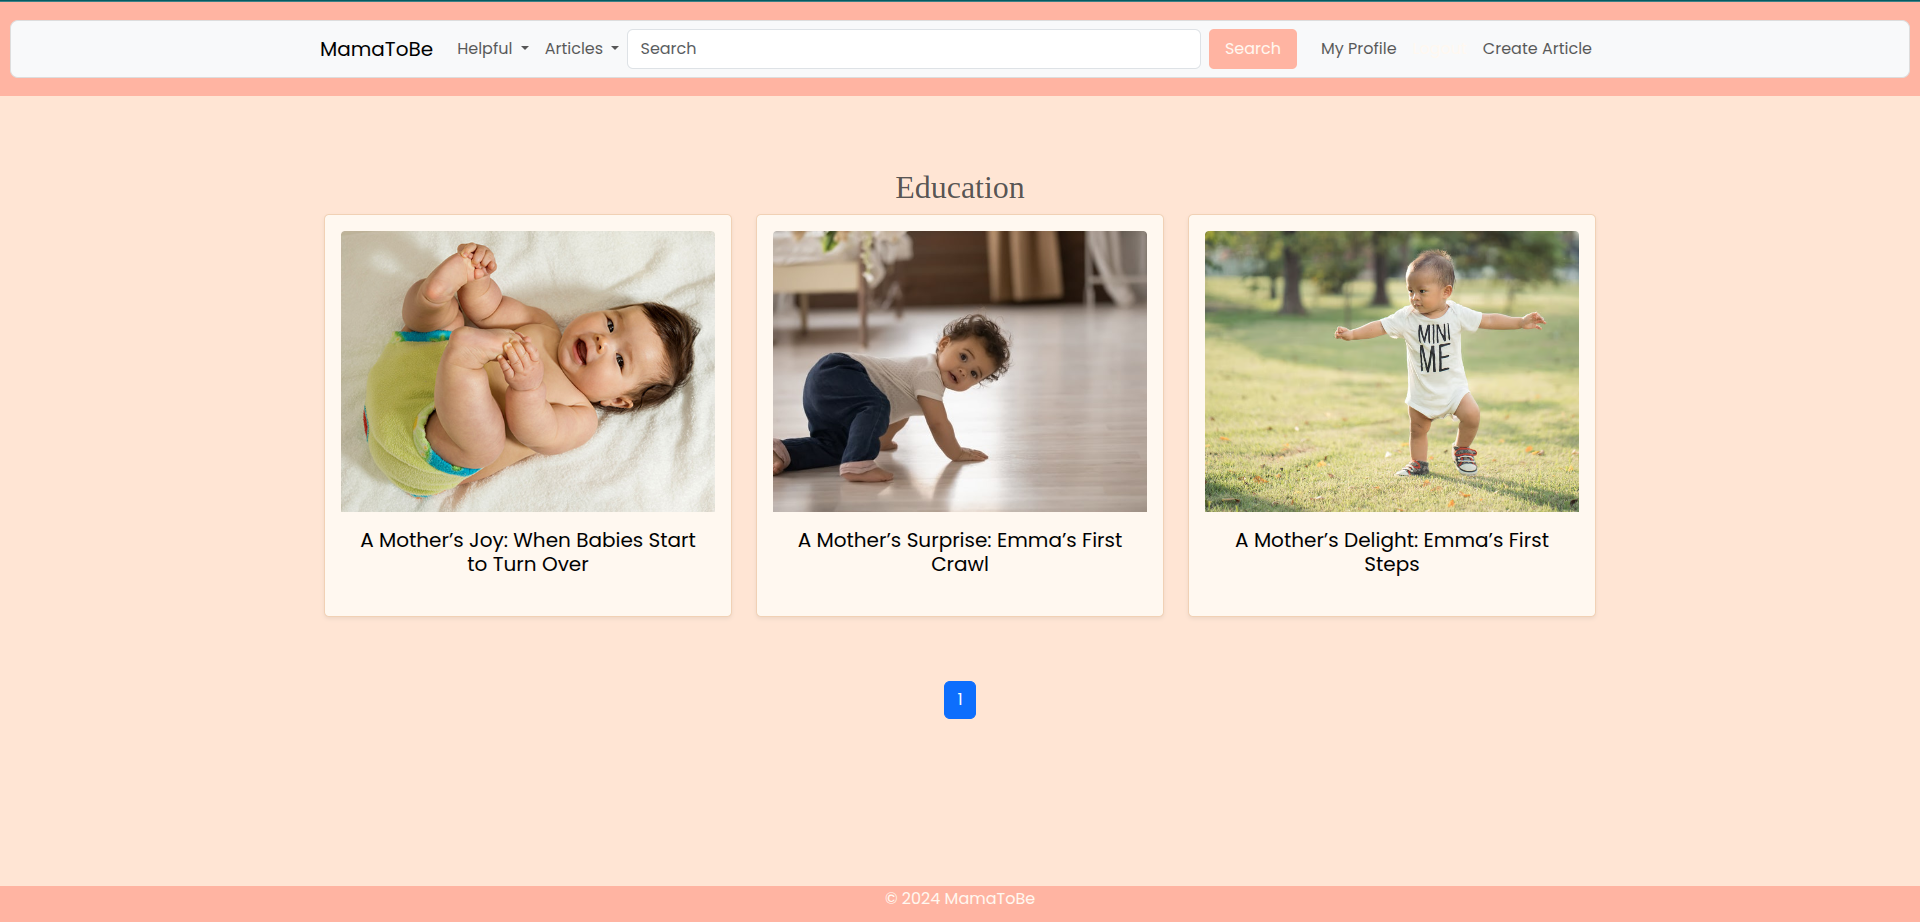 MamaToBe Helpful Articles Search Search My Profile Create Article
Education
MINI
ME
A Mother’s Joy: When Babies Start
to Turn Over
A Mother’s Surprise: Emma’s First
Crawl
A Mother’s Delight: Emma’s First
Steps
1
© 2024 MamaToBe